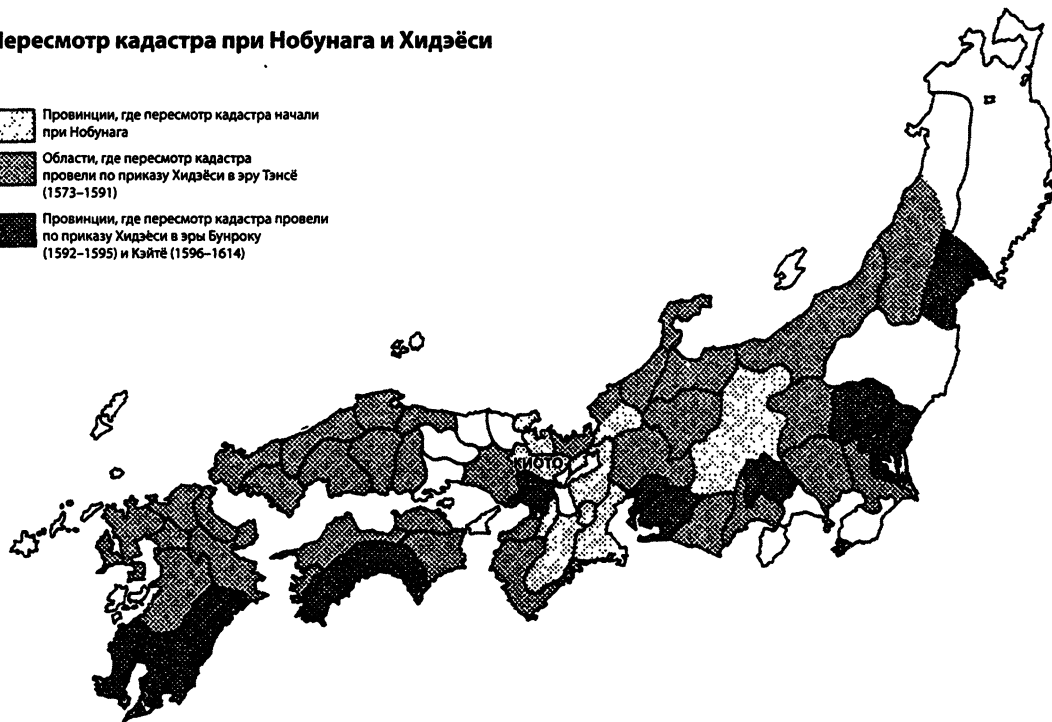 Пересмотр кадастра при Нобунага и Хидэёси
Провинции, где пересмотр кадастра начали
при Нобунага
Области, где пересмотр кадастра
провели по приказу Хидэёси в эру Тэнсё
(1573–1591)
Провинции, где пересмотр кадастра провели
по приказу Хидэёси в эры Бунроку
(1592–1595) и Кэйтё (1596–1614)
КИОТО